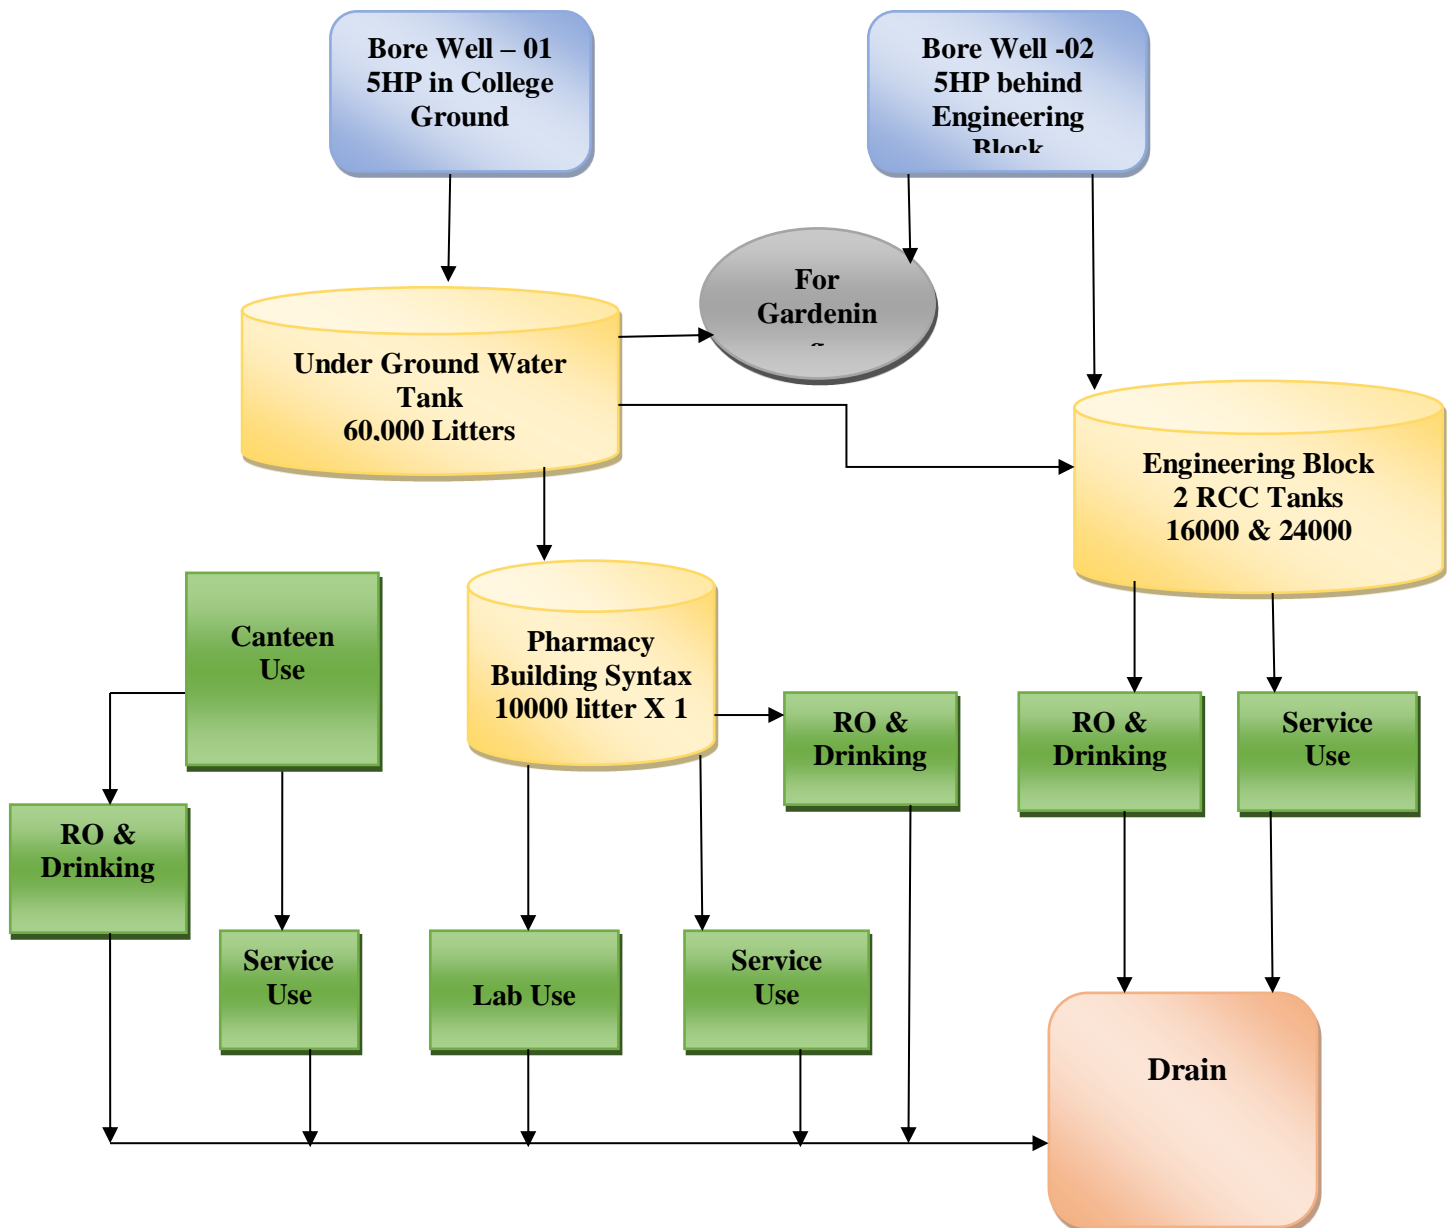 Bore Well – 01
5HP in College
Ground
Bore Well -02
5HP behind
Engineering
Block
For
Gardenin
g
Under Ground Water
Tank
60,000 Litters
Engineering Block
2 RCC Tanks
16000 & 24000
Canteen
Use
Pharmacy
Building Syntax
10000 litter X 1
RO &
Drinking
RO &
Drinking
Service
Use
RO &
Drinking
Service
Use
Lab Use
Service
Use
Drain